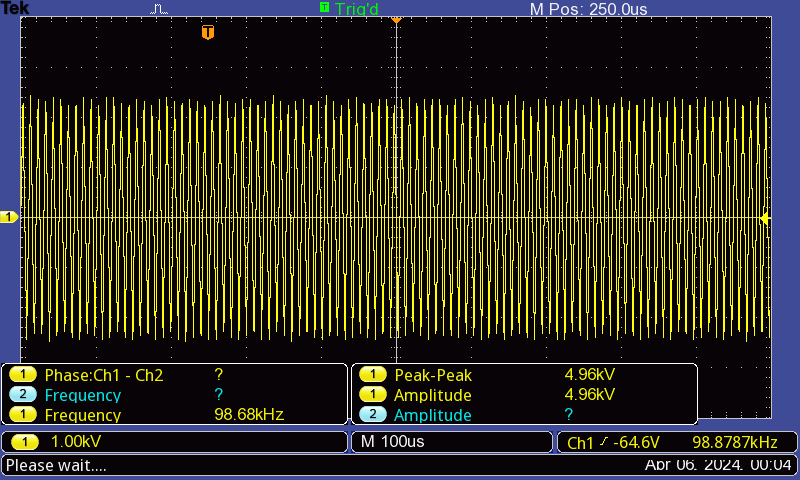 Tek T Trig'd M Pos: 250.0us
T
1
1 Phase:Ch1 - Ch2 ? 1 Peak-Peak 4.96kV
2 Frequency ? 1 Amplitude 4.96kV
1 Frequency 98.68kHz 2 Amplitude ?
1 1.00kV M 100us Ch1 -64.6V 98.8787kHz
Please wait.... Apr 06, 2024, 00:04